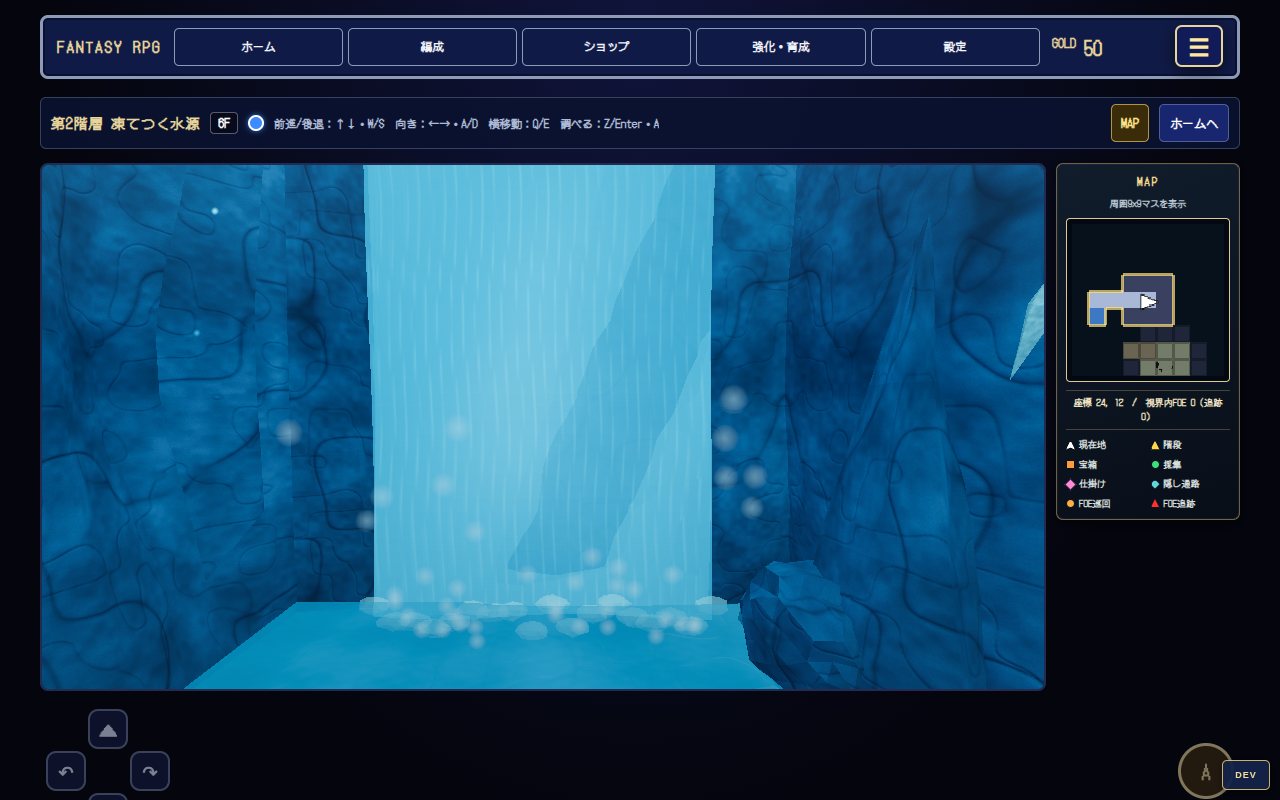 FANTASY RPG
ホーム
編成
ショップ
強化・育成
設定
GOLD 50
☰
第2階層 凍てつく水源
6F
前進/後退：↑↓・W/S 向き：←→・A/D 横移動：Q/E 調べる：Z/Enter・A
MAP
ホームへ
MAP
周囲9x9マスを表示
座標 24, 12 / 視界内FOE 0（追跡
0）
現在地
階段
宝箱
採集
仕掛け
隠し通路
FOE巡回
FOE追跡
A
DEV